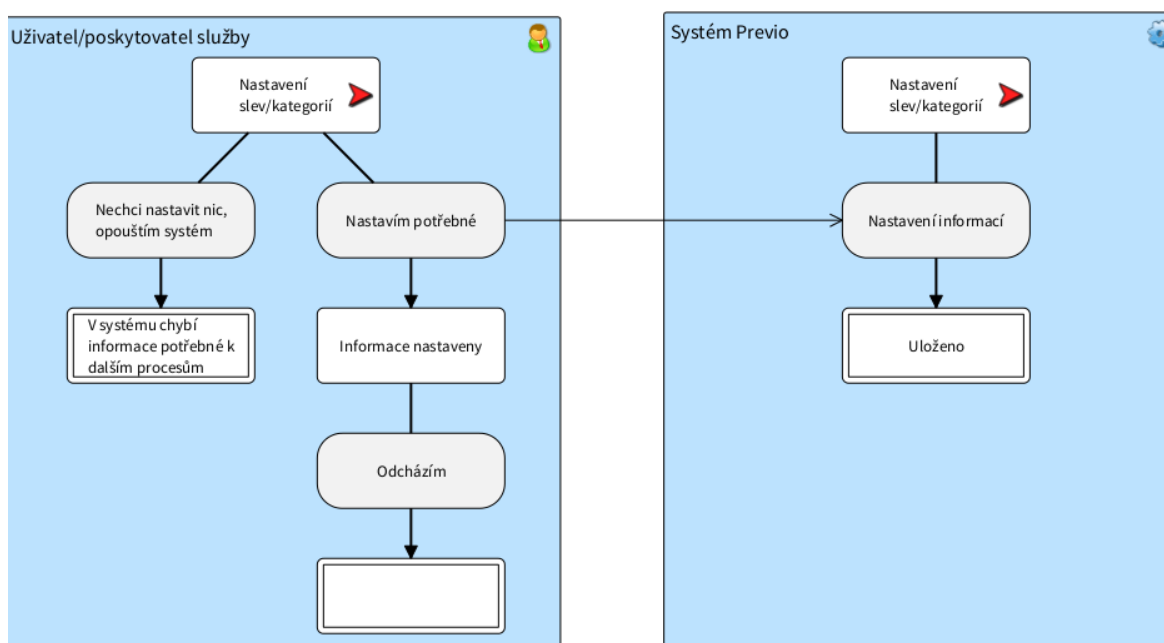 Uživatel/poskytovatel služby
Nastavení
slev/kategorií
Nechci nastavit nic,
opouštím systém
Nastavím potřebné
V systému chybí
informace potřebné k
dalším procesům
Informace nastaveny
Odcházím
Systém Previo
Nastavení
slev/kategorií
Nastavení informací
Uloženo